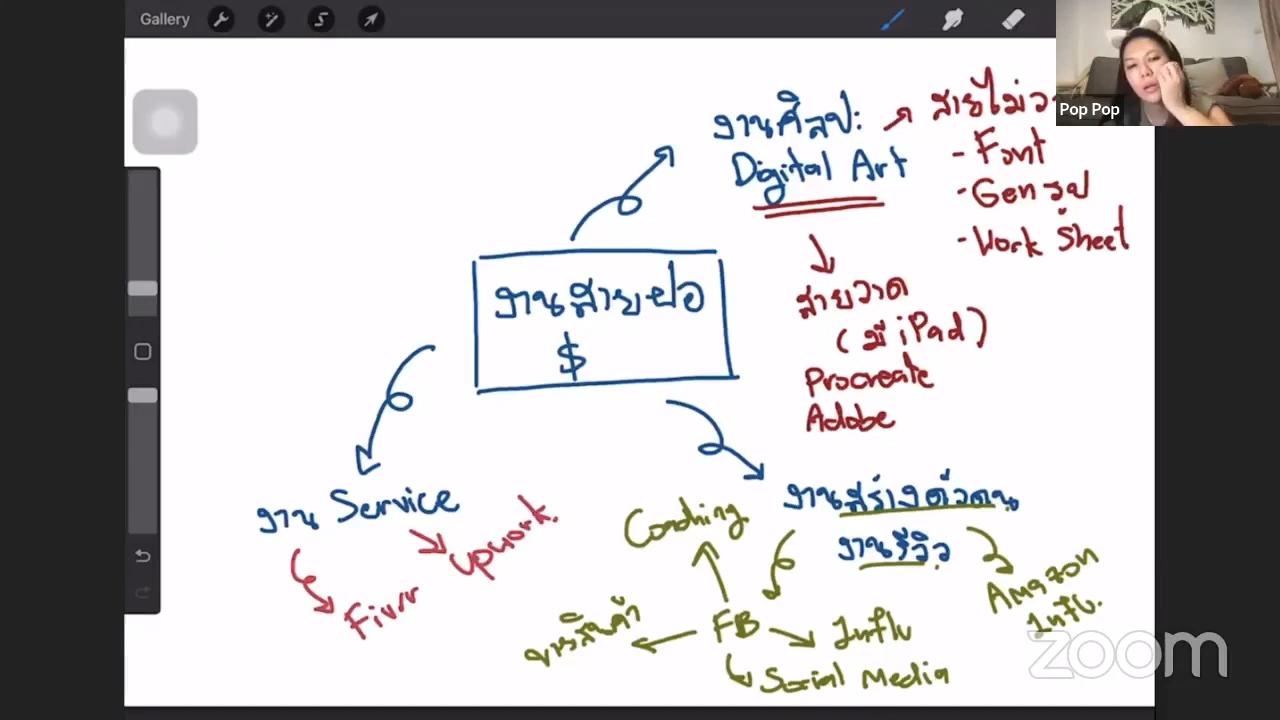 Gallery
Pop Pop
งานศิลปะ
Digital Art
สายไม่ว
- Font
- Gen รูป
- Work Sheet
สายวาด
(มี iPad)
Procreate
Adobe
งานสายฝอ
$
งาน Service
upwork
Fiverr
งานสร้างตัวตน
งานรีวิว
Coaching
FB
ขายสินค้า
Influ
Social Media
Amazon
Influ.
zoom